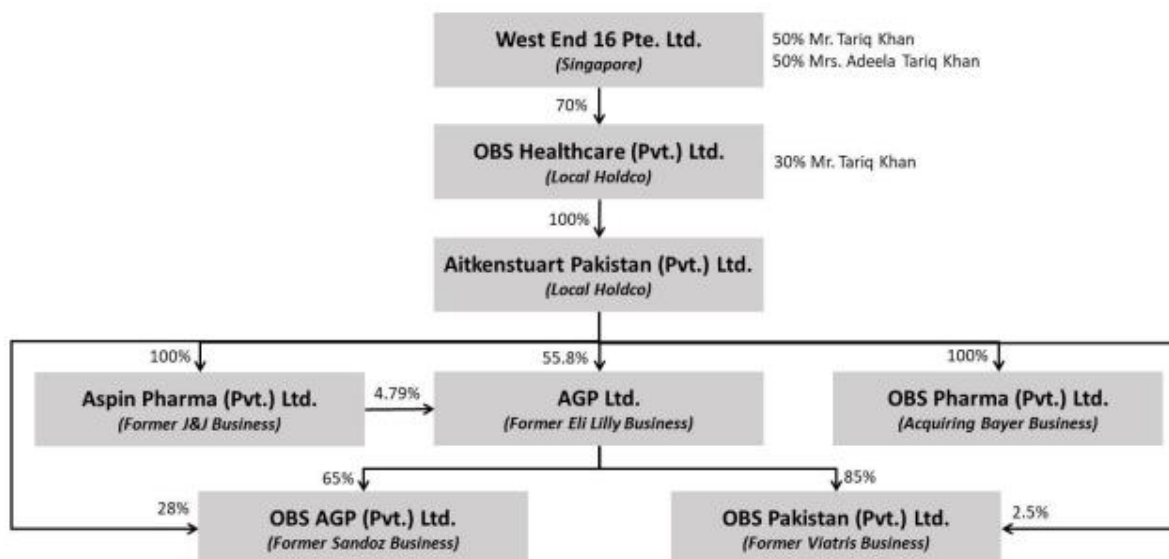 West End 16 Pte. Ltd.
(Singapore)
50% Mr. Tariq Khan
50% Mrs. Adeela Tariq Khan
70%
OBS Healthcare (Pvt.) Ltd.
(Local Holdco)
30% Mr. Tariq Khan
100%
Aitkenstuart Pakistan (Pvt.) Ltd.
(Local Holdco)
100%
55.8%
100%
Aspin Pharma (Pvt.) Ltd.
(Former J&J Business)
4.79%
AGP Ltd.
(Former Eli Lilly Business)
OBS Pharma (Pvt.) Ltd.
(Acquiring Bayer Business)
65%
85%
28%
OBS AGP (Pvt.) Ltd.
(Former Sandoz Business)
OBS Pakistan (Pvt.) Ltd.
(Former Viatris Business)
2.5%